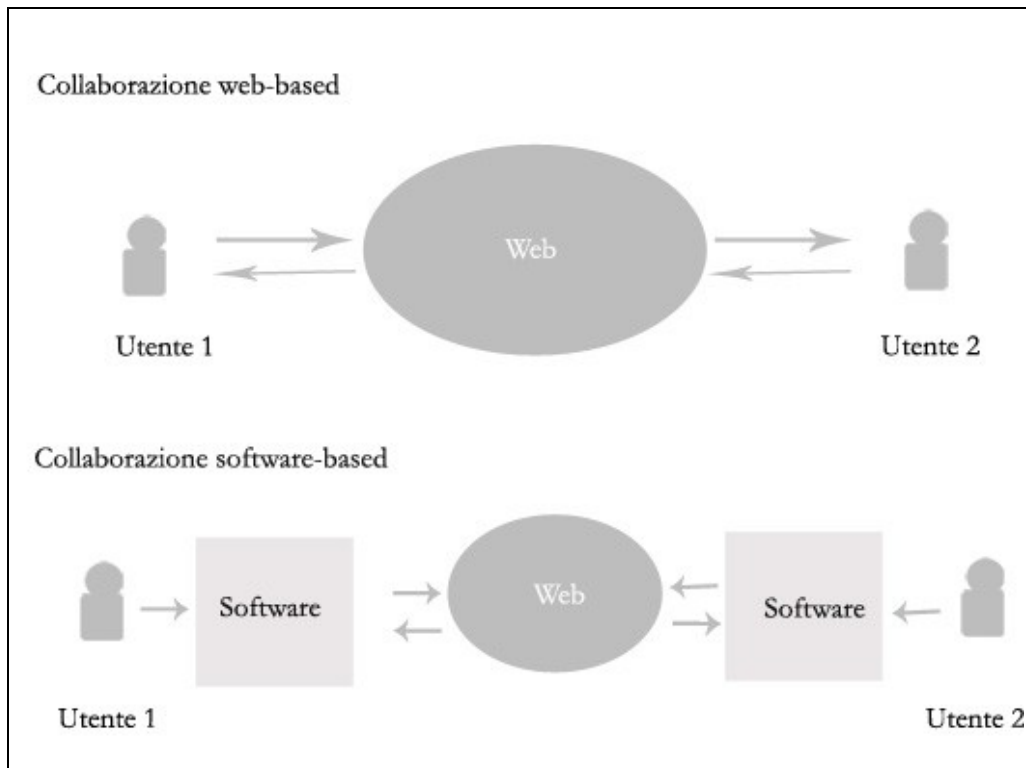 Collaborazione web-based
Web
Utente 1
Utente 2
Collaborazione software-based
Software
Web
Software
Utente 1
Utente 2